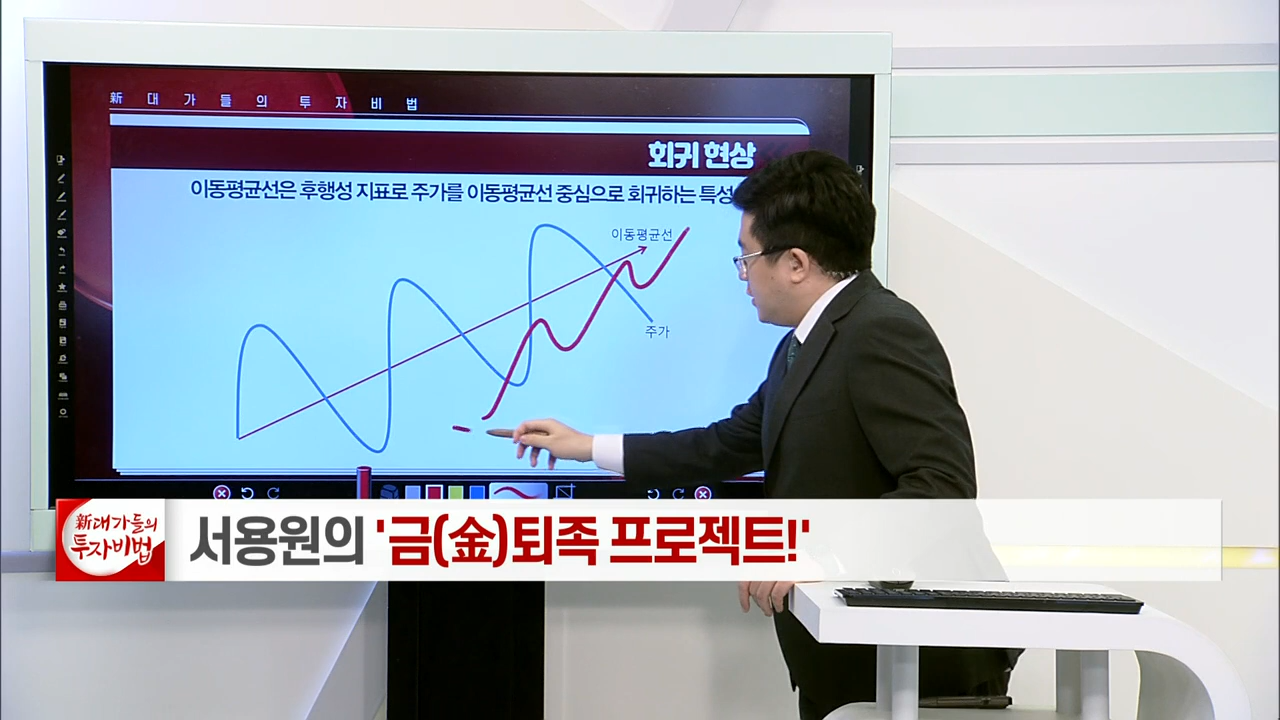 新 대 가 들 의 투 자 비 법
회귀 현상
이동평균선은 후행성 지표로 주가를 이동평균선 중심으로 회귀하는 특성
이동평균선
주가
新대가들의
투자비법
서용원의 '금(金)퇴족 프로젝트!'